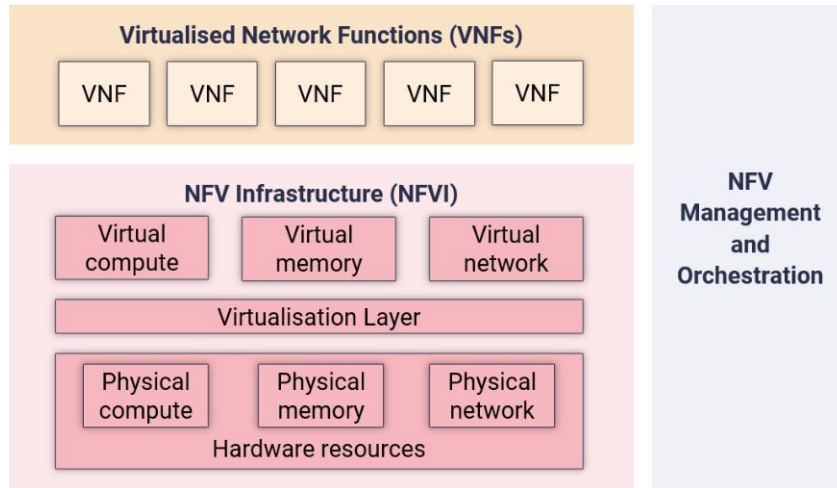 Virtualised Network Functions (VNFs)
VNF
VNF
VNF
VNF
VNF
NFV Infrastructure (NFVI)
Virtual
compute
Virtual
memory
Virtual
network
Virtualisation Layer
Physical
compute
Physical
memory
Physical
network
Hardware resources
NFV
Management
and
Orchestration